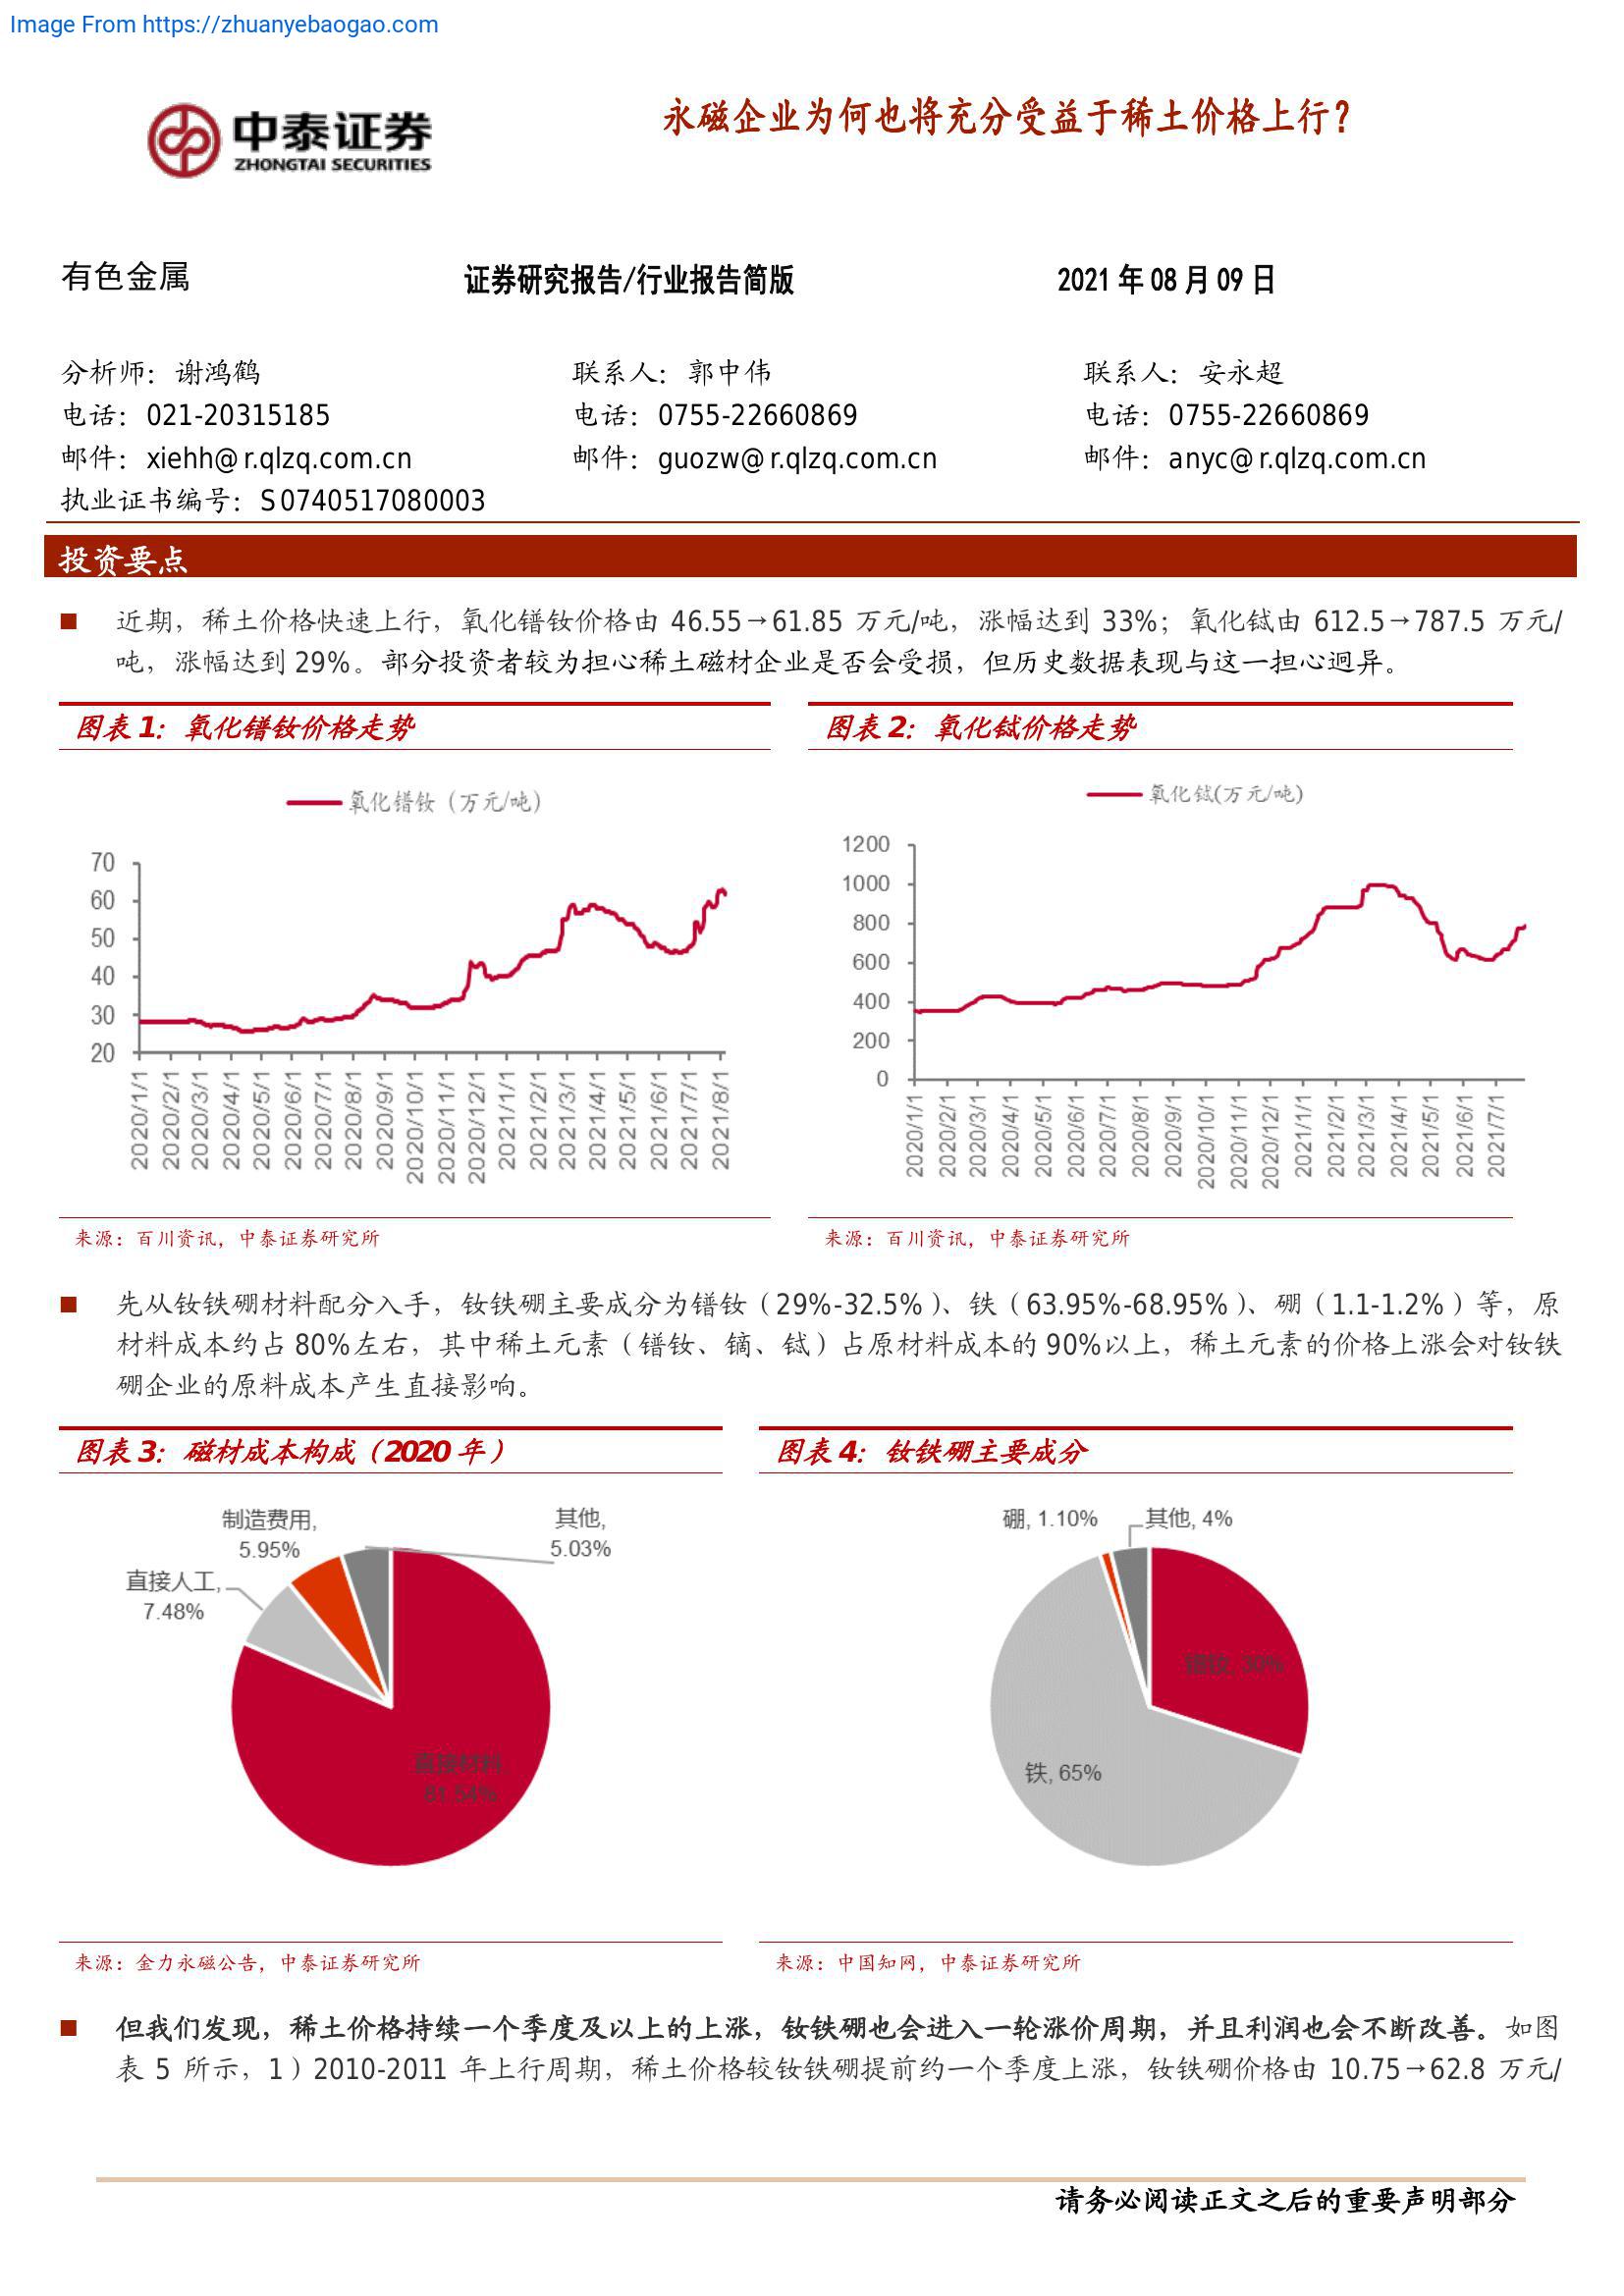 Image From https://zhuanyebaogao.com
中泰证券
ZHONGTAI SECURITIES
永磁企业为何也将充分受益于稀土价格上行？
有色金属
证券研究报告/行业报告简版
2021 年 08 月 09 日
分析师：谢鸿鹤
电话：021-20315185
邮件：xiehh@r.qlzq.com.cn
执业证书编号：S0740517080003
联系人：郭中伟
电话：0755-22660869
邮件：guozw@r.qlzq.com.cn
联系人：安永超
电话：0755-22660869
邮件：anyc@r.qlzq.com.cn
投资要点
■ 近期，稀土价格快速上行，氧化镨钕价格由 46.55→61.85 万元/吨，涨幅达到 33%；氧化铽由 612.5→787.5 万元/
吨，涨幅达到 29%。部分投资者较为担心稀土磁材企业是否会受损，但历史数据表现与这一担心迥异。
图表 1：氧化镨钕价格走势
氧化镨钕（万元/吨）
70
60
50
40
30
20
2020/1/1
2020/2/1
2020/3/1
2020/4/1
2020/5/1
2020/6/1
2020/7/1
2020/8/1
2020/9/1
2020/10/1
2020/11/1
2020/12/1
2021/1/1
2021/2/1
2021/3/1
2021/4/1
2021/5/1
2021/6/1
2021/7/1
2021/8/1
来源：百川资讯，中泰证券研究所
图表 2：氧化铽价格走势
氧化铽(万元/吨)
1200
1000
800
600
400
200
0
2020/1/1
2020/2/1
2020/3/1
2020/4/1
2020/5/1
2020/6/1
2020/7/1
2020/8/1
2020/9/1
2020/10/1
2020/11/1
2020/12/1
2021/1/1
2021/2/1
2021/3/1
2021/4/1
2021/5/1
2021/6/1
2021/7/1
来源：百川资讯，中泰证券研究所
■ 先从钕铁硼材料配分入手，钕铁硼主要成分为镨钕（29%-32.5%）、铁（63.95%-68.95%）、硼（1.1-1.2%）等，原
材料成本约占 80%左右，其中稀土元素（镨钕、镝、铽）占原材料成本的 90%以上，稀土元素的价格上涨会对钕铁
硼企业的原料成本产生直接影响。
图表 3：磁材成本构成（2020 年）
制造费用,
5.95%
其他,
5.03%
直接人工,
7.48%
直接材料
81.54%
来源：金力永磁公告，中泰证券研究所
图表 4：钕铁硼主要成分
硼, 1.10%
其他, 4%
镨钕, 30%
铁, 65%
来源：中国知网，中泰证券研究所
■ 但我们发现，稀土价格持续一个季度及以上的上涨，钕铁硼也会进入一轮涨价周期，并且利润也会不断改善。如图
表 5 所示，1）2010-2011 年上行周期，稀土价格较钕铁硼提前约一个季度上涨，钕铁硼价格由 10.75→62.8 万元/
请务必阅读正文之后的重要声明部分